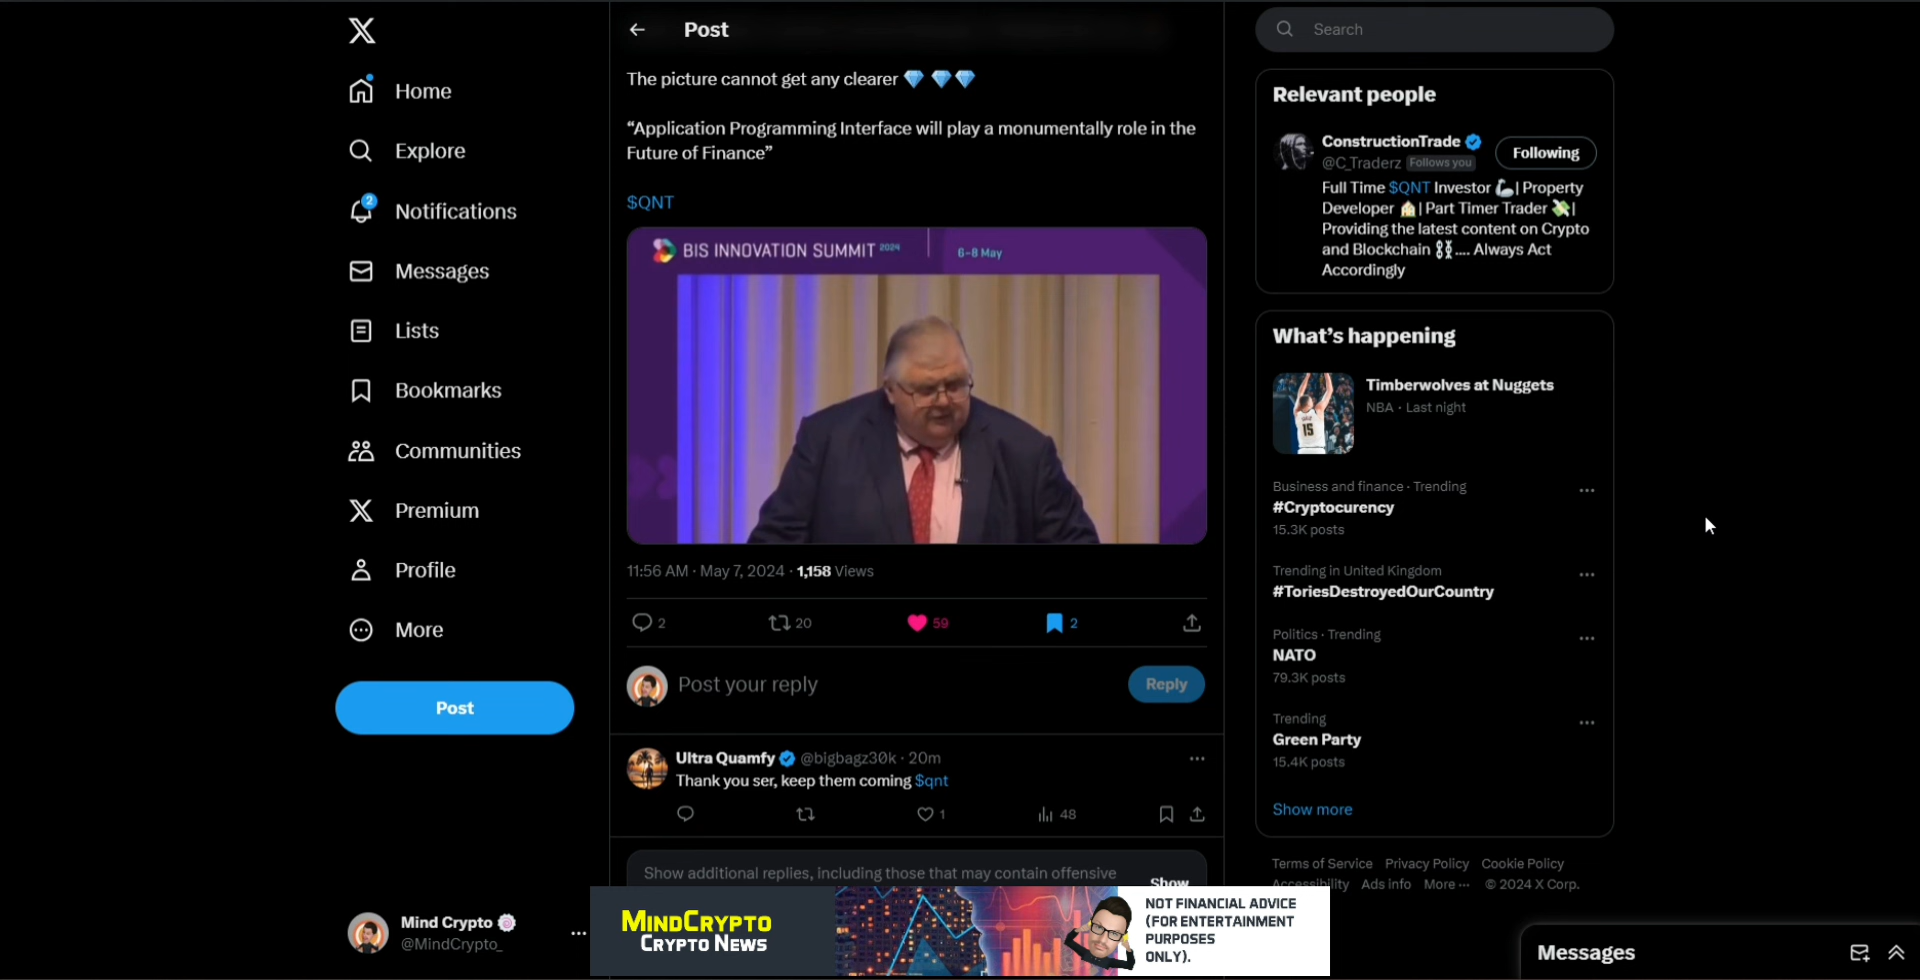 Home
Explore
2
Notifications
Messages
Lists
Bookmarks
Communities
Premium
Profile
More
Post
Mind Crypto
@MindCrypto_
Post
The picture cannot get any clearer
“Application Programming Interface will play a monumentally role in the
Future of Finance”
$QNT
BIS INNOVATION SUMMIT 2024
6–8 May
11:56 AM · May 7, 2024 · 1,158 Views
2
20
59
2
Post your reply
Reply
Ultra Quamfy @bigbagz30k · 20m
Thank you ser, keep them coming $qnt
1
48
Show additional replies, including those that may contain offensive
Show
MINDCRYPTO
CRYPTO NEWS
NOT FINANCIAL ADVICE
(FOR ENTERTAINMENT
PURPOSES
ONLY).
Search
Relevant people
ConstructionTrade
@C_Traderz Follows you
Following
Full Time $QNT Investor | Property
Developer | Part Timer Trader |
Providing the latest content on Crypto
and Blockchain .... Always Act
Accordingly
What’s happening
15
Timberwolves at Nuggets
NBA · Last night
Business and finance · Trending
#Cryptocurency
15.3K posts
Trending in United Kingdom
#ToriesDestroyedOurCountry
Politics · Trending
NATO
79.3K posts
Trending
Green Party
15.4K posts
Show more
Terms of Service Privacy Policy Cookie Policy
Accessibility Ads info More ··· © 2024 X Corp.
Messages